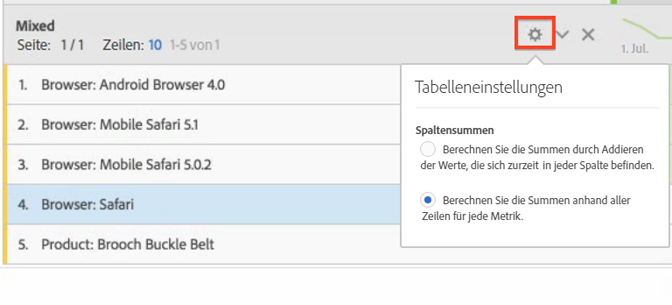 Mixed
Seite: 1 / 1 Zeilen: 10 1-5 von 1
1. Jul.
1. Browser: Android Browser 4.0
2. Browser: Mobile Safari 5.1
3. Browser: Mobile Safari 5.0.2
4. Browser: Safari
5. Product: Brooch Buckle Belt
Tabelleneinstellungen
Spaltensummen
Berechnen Sie die Summen durch Addieren
der Werte, die sich zurzeit in jeder Spalte befinden.
Berechnen Sie die Summen anhand aller
Zeilen für jede Metrik.